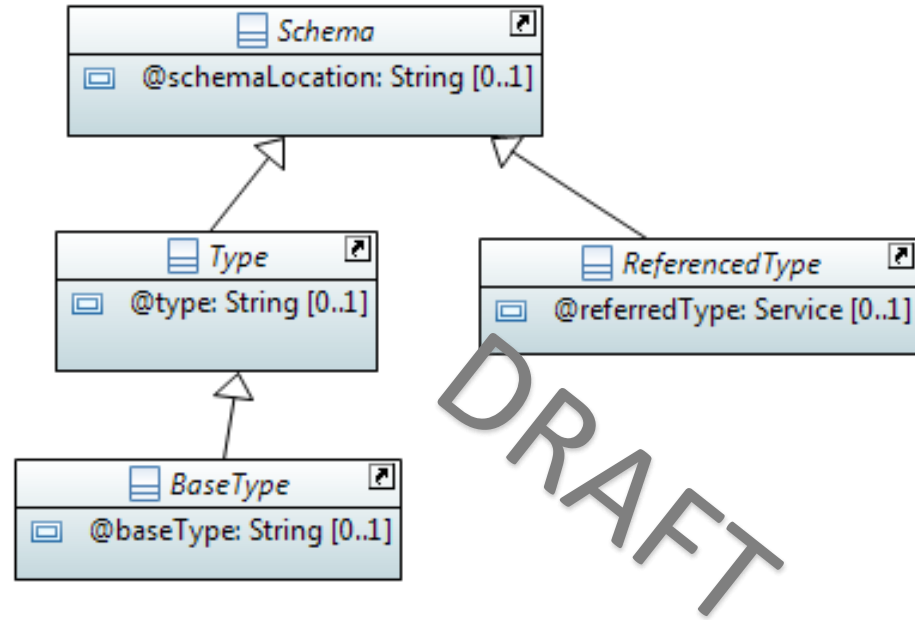 Schema
@schemaLocation: String [0..1]
Type
@type: String [0..1]
ReferencedType
@referredType: Service [0..1]
BaseType
@baseType: String [0..1]
DRAFT